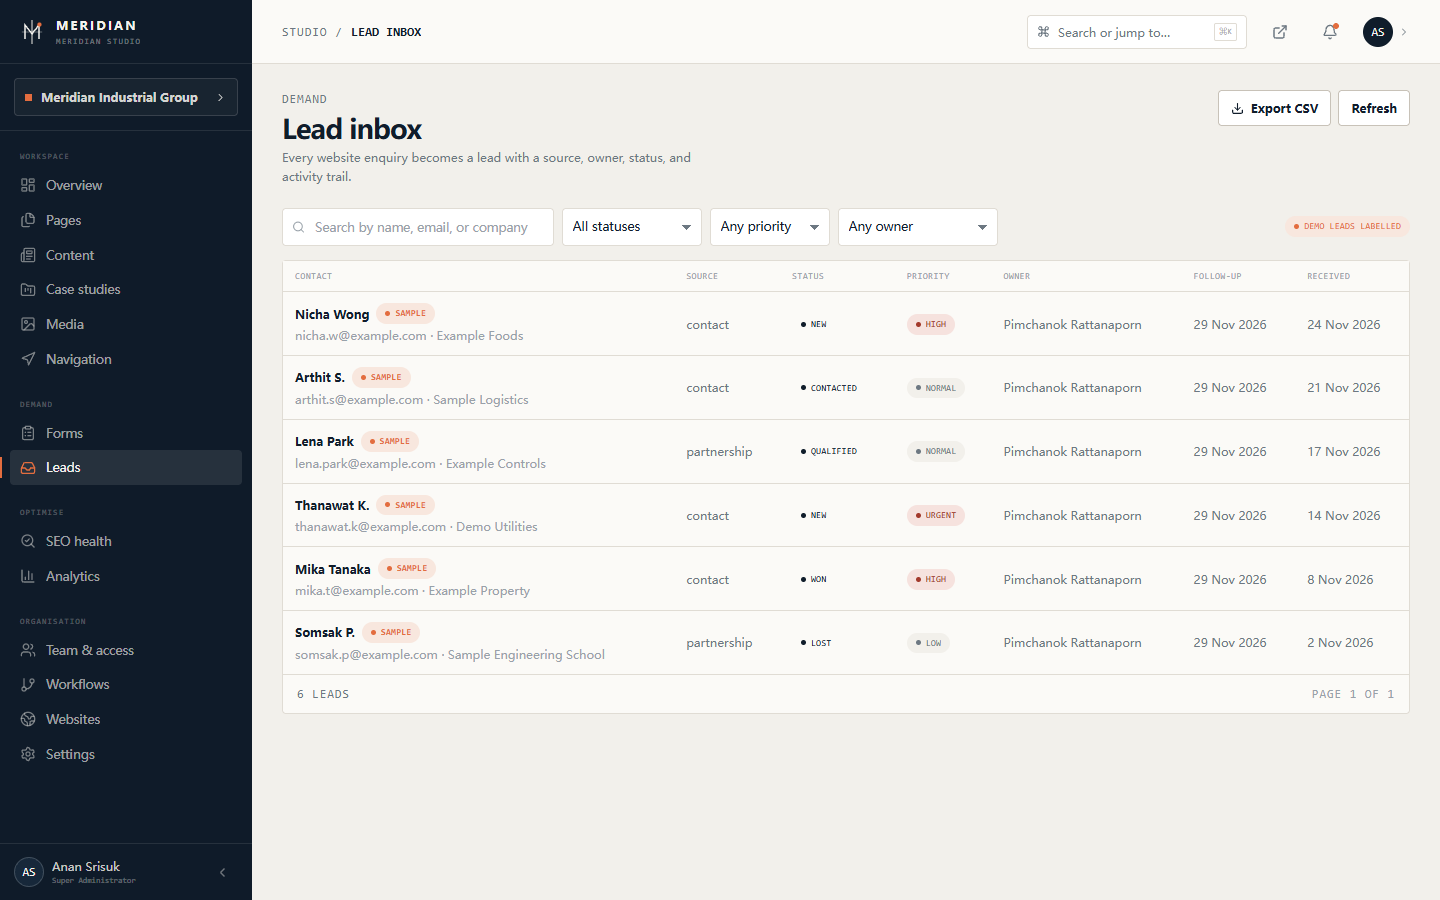 MERIDIAN
MERIDIAN STUDIO
Meridian Industrial Group
WORKSPACE
Overview
Pages
Content
Case studies
Media
Navigation
DEMAND
Forms
Leads
OPTIMISE
SEO health
Analytics
ORGANISATION
Team & access
Workflows
Websites
Settings
AS Anan Srisuk
Super Administrator
STUDIO / LEAD INBOX
⌘ Search or jump to... ⌘K
AS
DEMAND
Lead inbox
Every website enquiry becomes a lead with a source, owner, status, and
activity trail.
Export CSV Refresh
Search by name, email, or company All statuses Any priority Any owner DEMO LEADS LABELLED
CONTACT SOURCE STATUS PRIORITY OWNER FOLLOW-UP RECEIVED
Nicha Wong SAMPLE
nicha.w@example.com · Example Foods
contact NEW HIGH Pimchanok Rattanaporn 29 Nov 2026 24 Nov 2026
Arthit S. SAMPLE
arthit.s@example.com · Sample Logistics
contact CONTACTED NORMAL Pimchanok Rattanaporn 29 Nov 2026 21 Nov 2026
Lena Park SAMPLE
lena.park@example.com · Example Controls
partnership QUALIFIED NORMAL Pimchanok Rattanaporn 29 Nov 2026 17 Nov 2026
Thanawat K. SAMPLE
thanawat.k@example.com · Demo Utilities
contact NEW URGENT Pimchanok Rattanaporn 29 Nov 2026 14 Nov 2026
Mika Tanaka SAMPLE
mika.t@example.com · Example Property
contact WON HIGH Pimchanok Rattanaporn 29 Nov 2026 8 Nov 2026
Somsak P. SAMPLE
somsak.p@example.com · Sample Engineering School
partnership LOST LOW Pimchanok Rattanaporn 29 Nov 2026 2 Nov 2026
6 LEADS PAGE 1 OF 1